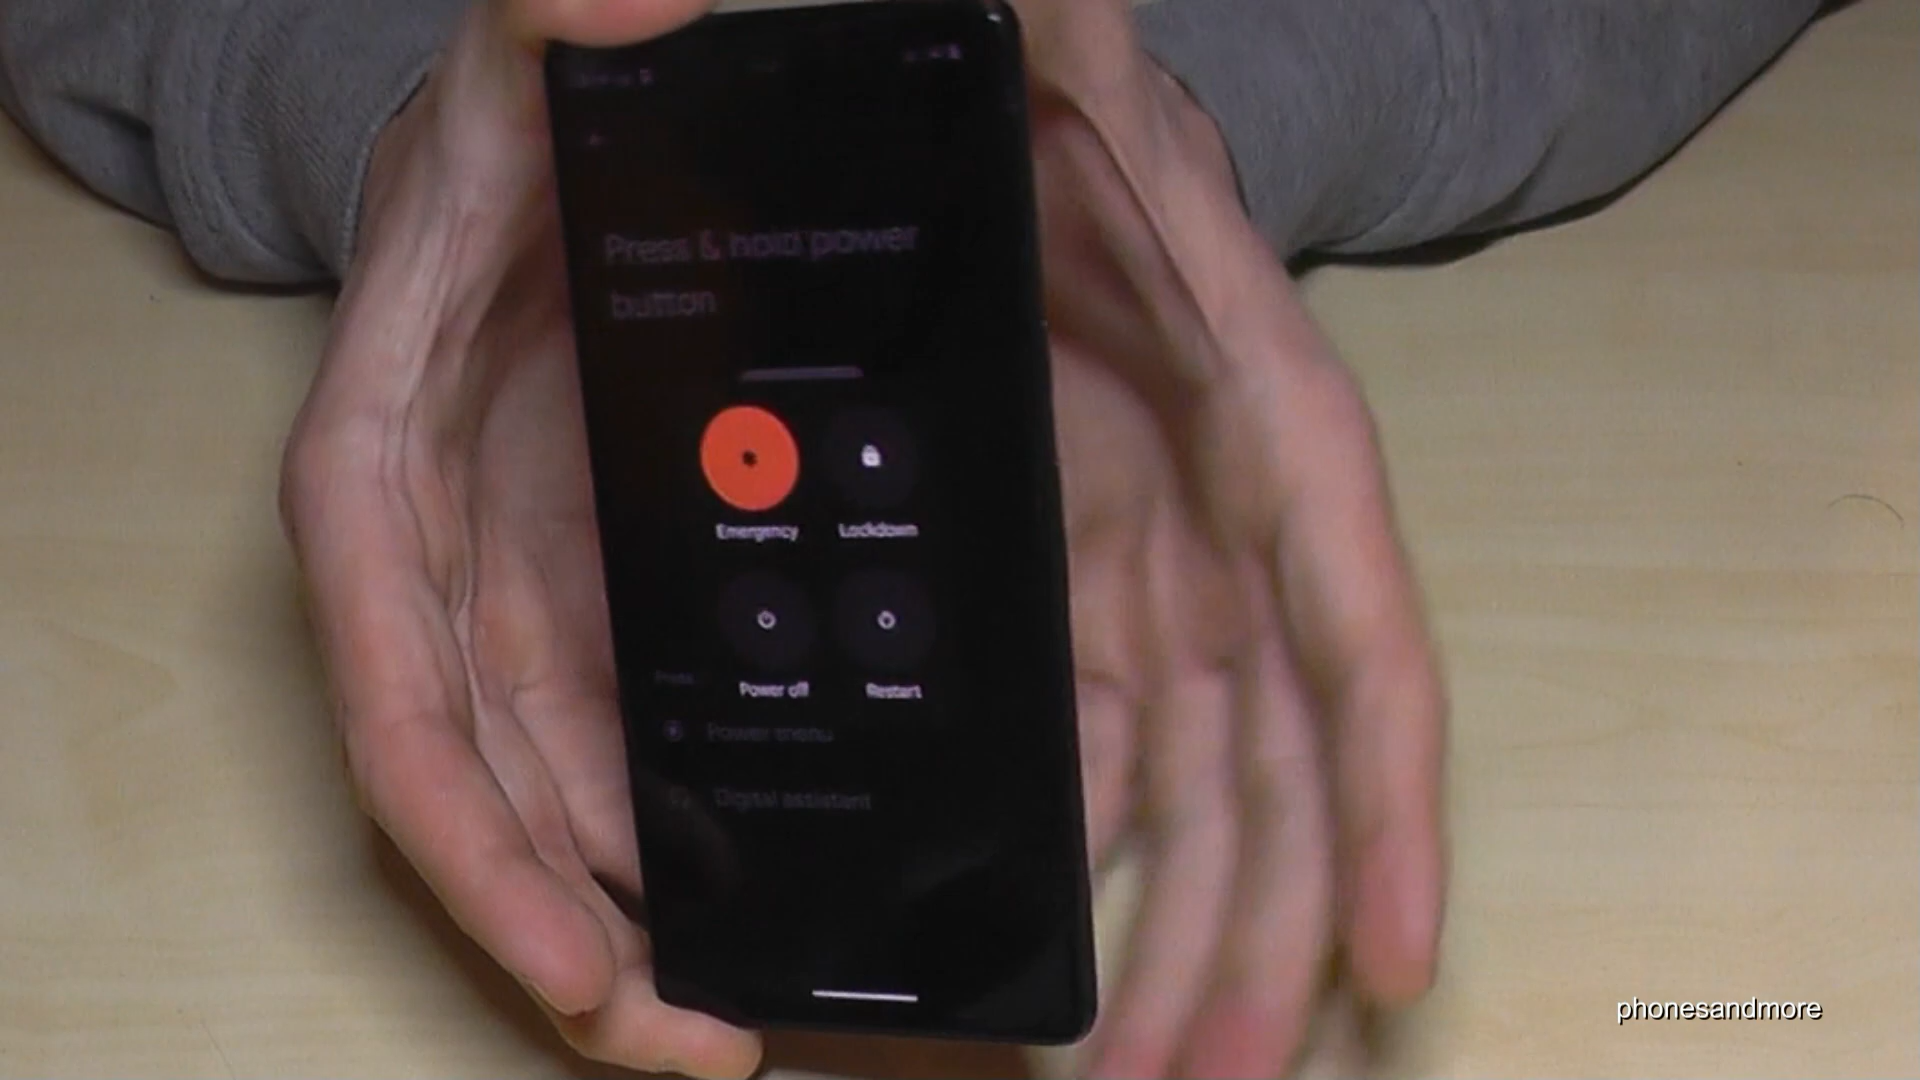 Press & hold power
button
Emergency
Lockdown
Power off
Restart
Power menu
Digital assistant
phonesandmore